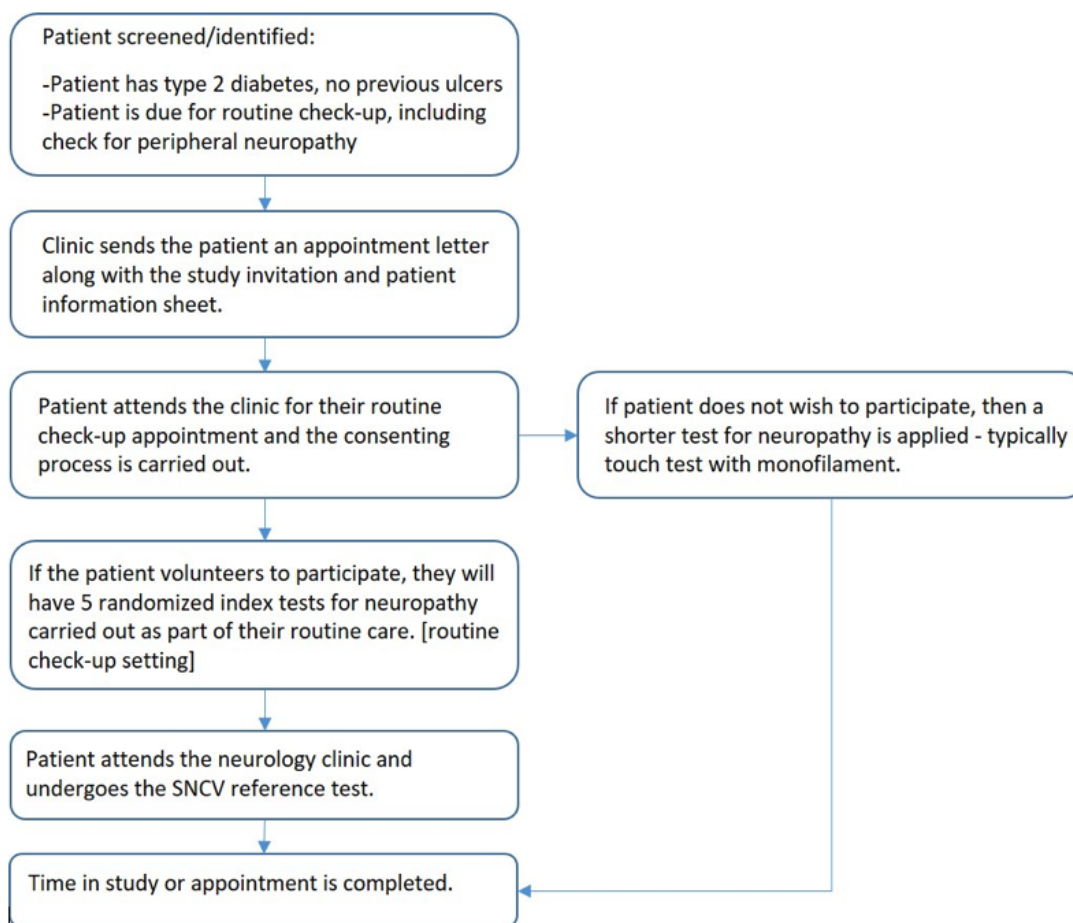 Patient screened/identified:
-Patient has type 2 diabetes, no previous ulcers
-Patient is due for routine check-up, including
check for peripheral neuropathy
Clinic sends the patient an appointment letter
along with the study invitation and patient
information sheet.
Patient attends the clinic for their routine
check-up appointment and the consenting
process is carried out.
If patient does not wish to participate, then a
shorter test for neuropathy is applied - typically
touch test with monofilament.
If the patient volunteers to participate, they will
have 5 randomized index tests for neuropathy
carried out as part of their routine care. [routine
check-up setting]
Patient attends the neurology clinic and
undergoes the SNCV reference test.
Time in study or appointment is completed.